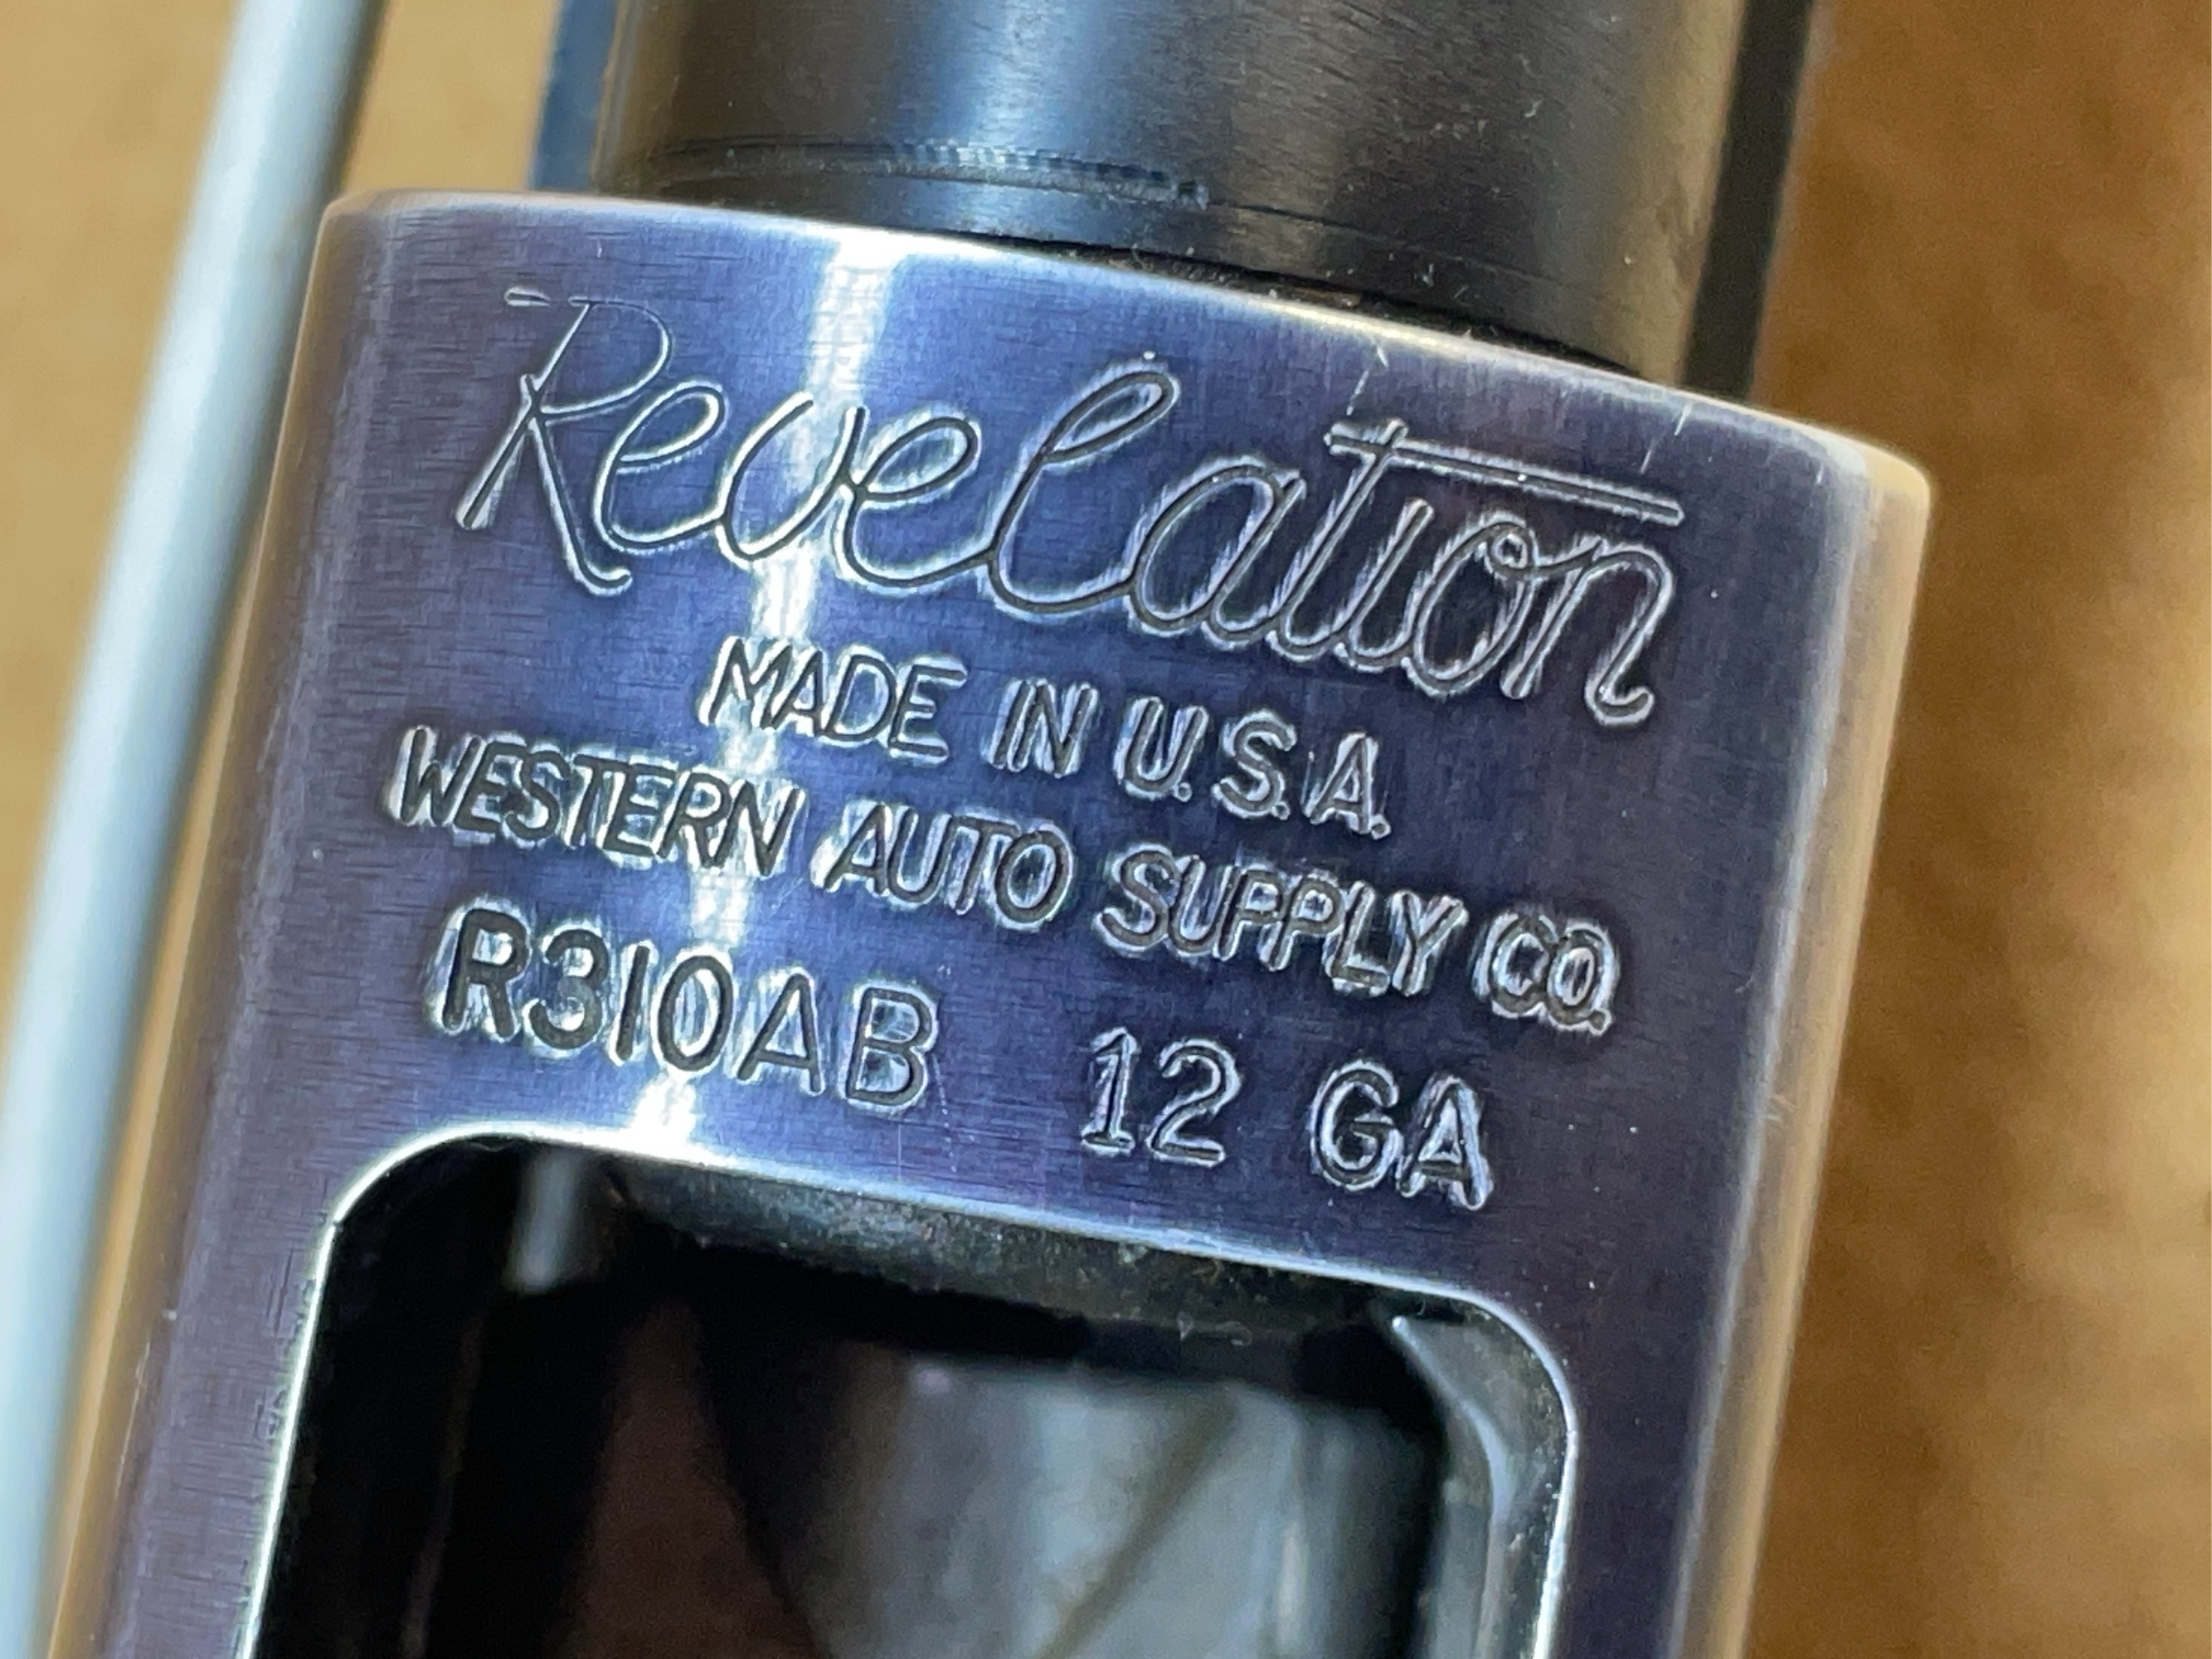 Revelation
MADE IN U.S.A.
WESTERN AUTO SUPPLY CO.
R310AB 12 GA